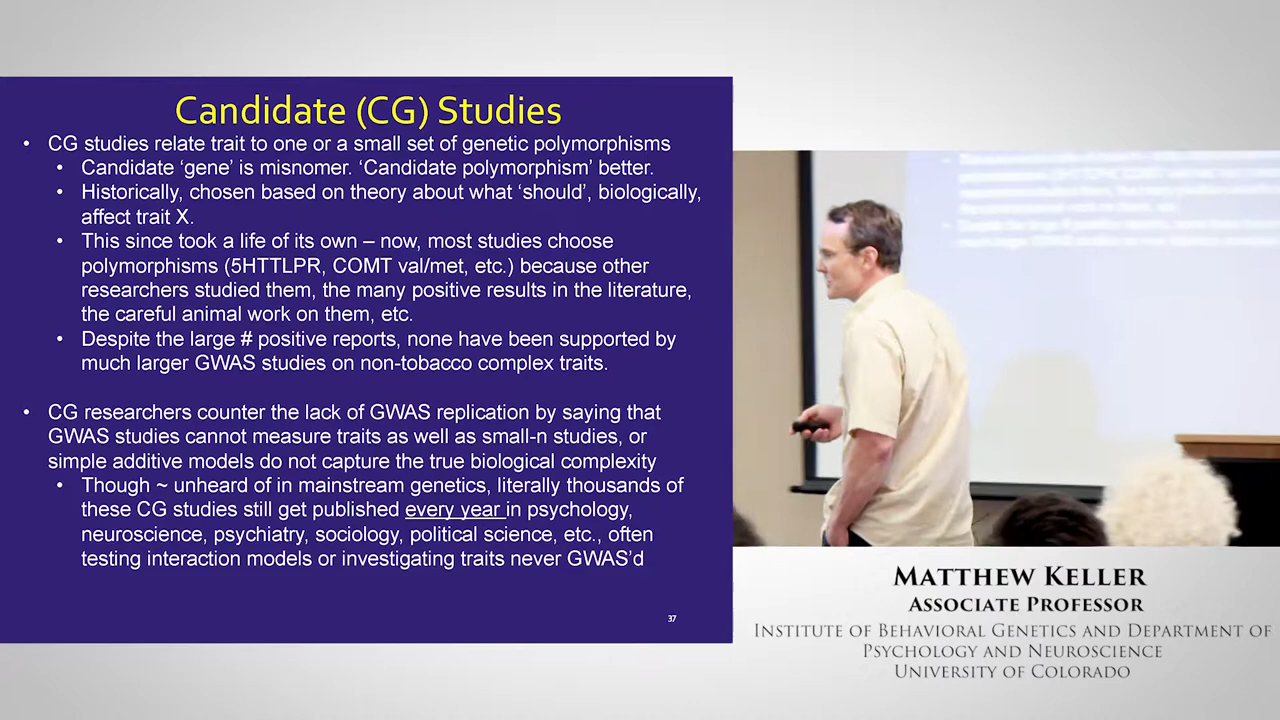 Candidate (CG) Studies
• CG studies relate trait to one or a small set of genetic polymorphisms
• Candidate ‘gene’ is misnomer. ‘Candidate polymorphism’ better.
• Historically, chosen based on theory about what ‘should’, biologically,
affect trait X.
• This since took a life of its own – now, most studies choose
polymorphisms (5HTTLPR, COMT val/met, etc.) because other
researchers studied them, the many positive results in the literature,
the careful animal work on them, etc.
• Despite the large # positive reports, none have been supported by
much larger GWAS studies on non-tobacco complex traits.
• CG researchers counter the lack of GWAS replication by saying that
GWAS studies cannot measure traits as well as small-n studies, or
simple additive models do not capture the true biological complexity
• Though ~ unheard of in mainstream genetics, literally thousands of
these CG studies still get published every year in psychology,
neuroscience, psychiatry, sociology, political science, etc., often
testing interaction models or investigating traits never GWAS’d
37
MATTHEW KELLER
ASSOCIATE PROFESSOR
INSTITUTE OF BEHAVIORAL GENETICS AND DEPARTMENT OF
PSYCHOLOGY AND NEUROSCIENCE
UNIVERSITY OF COLORADO